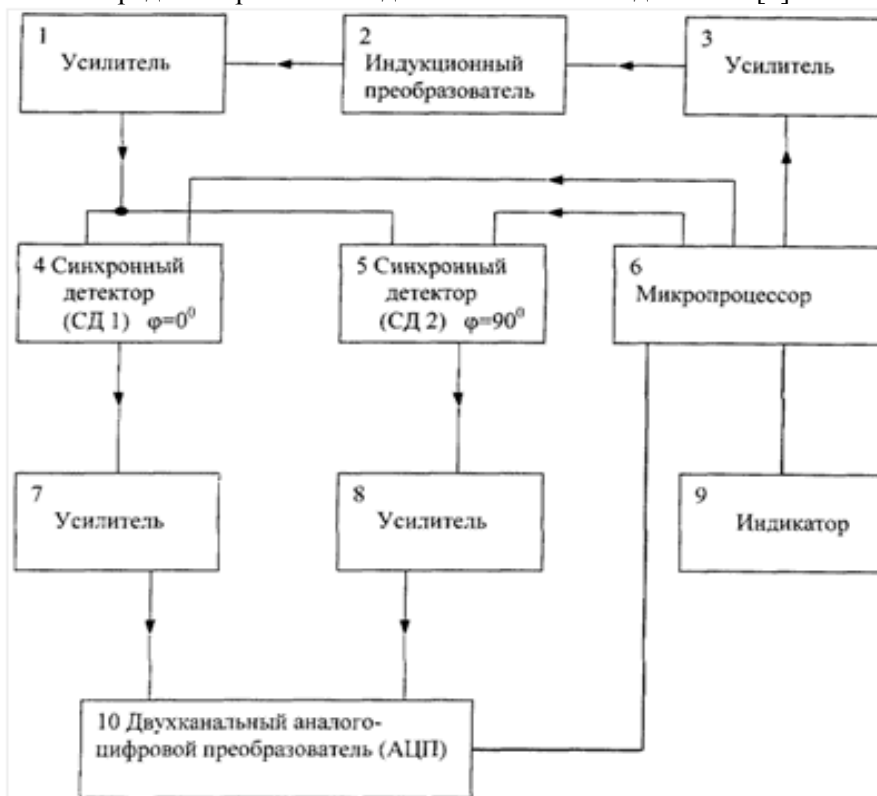 1
Усилитель
2
Индукционный
преобразователь
3
Усилитель
4 Синхронный
детектор
(СД 1) φ=0⁰
5 Синхронный
детектор
(СД 2) φ=90⁰
6
Микропроцессор
7
Усилитель
8
Усилитель
9
Индикатор
10 Двухканальный аналого-
цифровой преобразователь (АЦП)